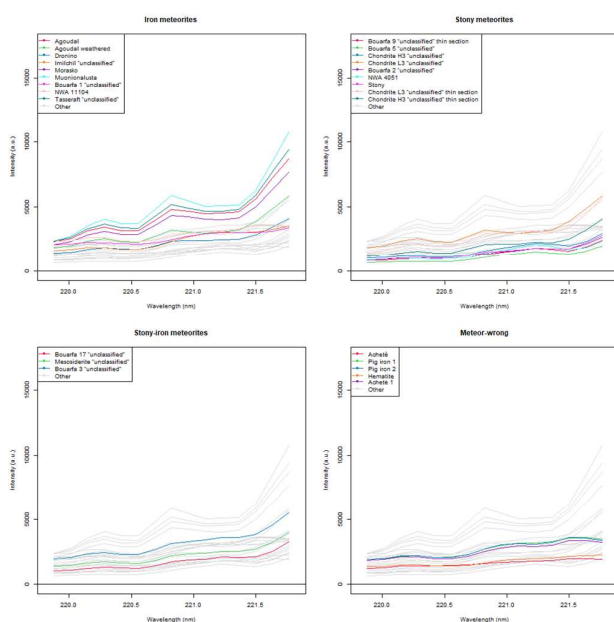 Iron meteorites
Agoudal
Agoudal weathered
Dronino
Imilchil "unclassified"
Morasko
Muonionalusta
Bouarfa 1 "unclassified"
NWA 11104
Tasseraft "unclassified"
Other
Intensity (a.u.)
0
5000
10000
15000
220.0
220.5
221.0
221.5
Wavelength (nm)
Stony meteorites
Bouarfa 9 "unclassified" thin section
Bouarfa 5 "unclassified"
Chondrite H3 "unclassified"
Chondrite L3 "unclassified"
Bouarfa 2 "unclassified"
NWA 4051
Stony
Chondrite L3 "unclassified" thin section
Chondrite H3 "unclassified" thin section
Other
Intensity (a.u.)
0
5000
10000
15000
220.0
220.5
221.0
221.5
Wavelength (nm)
Stony-iron meteorites
Bouarfa 17 "unclassified"
Mesosiderite "unclassified"
Bouarfa 3 "unclassified"
Other
Intensity (a.u.)
0
5000
10000
15000
220.0
220.5
221.0
221.5
Wavelength (nm)
Meteor-wrong
Acheté
Pig iron 1
Pig iron 2
Hematite
Acheté 1
Other
Intensity (a.u.)
0
5000
10000
15000
220.0
220.5
221.0
221.5
Wavelength (nm)